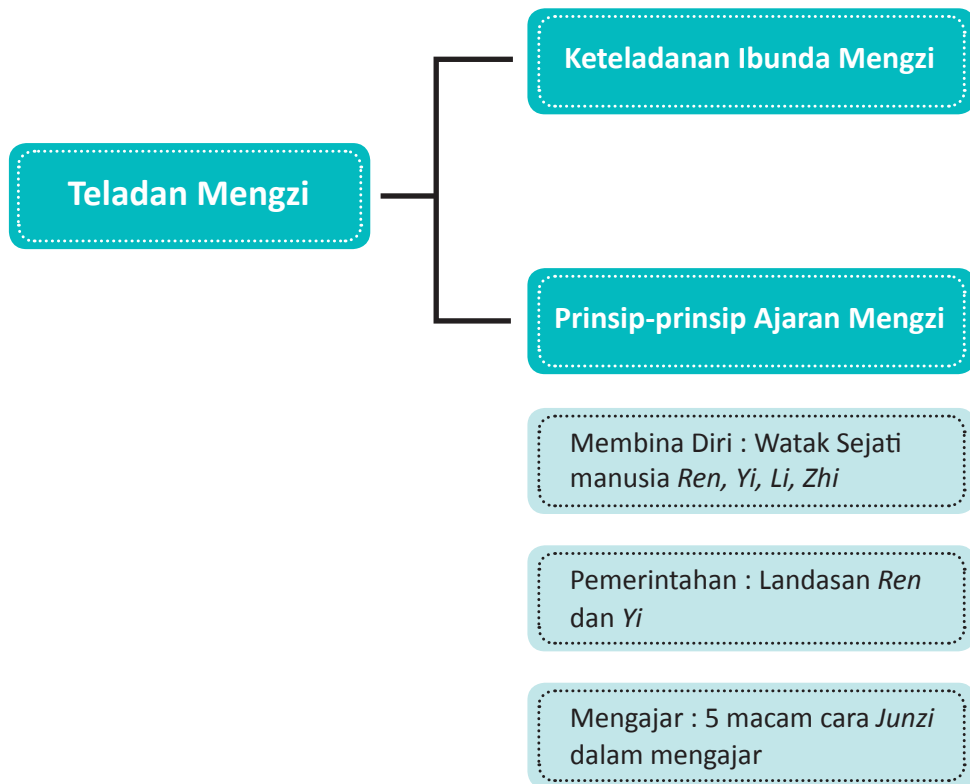 Keteladanan Ibunda Mengzi
Teladan Mengzi
Prinsip-prinsip Ajaran Mengzi
Membina Diri : Watak Sejati
manusia Ren, Yi, Li, Zhi
Pemerintahan : Landasan Ren
dan Yi
Mengajar : 5 macam cara Junzi
dalam mengajar